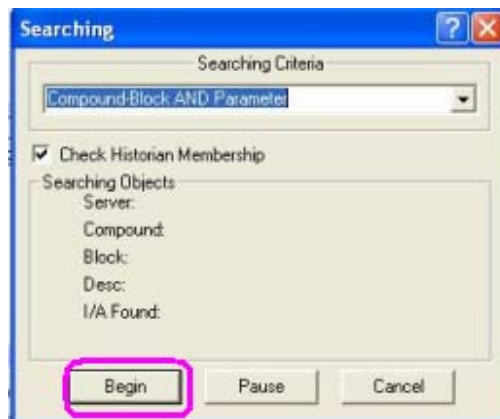 Searching
Searching Criteria
Compound-Block AND Parameter
Check Historian Membership
Searching Objects
Server:
Compound:
Block:
Desc:
I/A Found:
Begin Pause Cancel